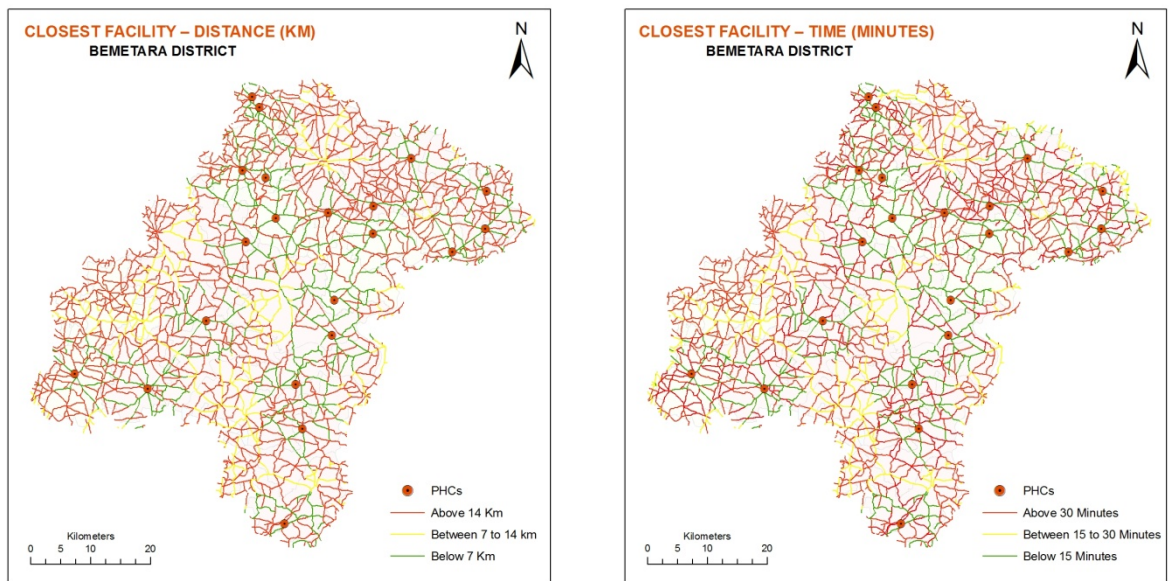 CLOSEST FACILITY – DISTANCE (KM)
BEMETARA DISTRICT
N
PHCs
Above 14 Km
Between 7 to 14 km
Below 7 Km
Kilometers
0 5 10 20
CLOSEST FACILITY – TIME (MINUTES)
BEMETARA DISTRICT
N
PHCs
Above 30 Minutes
Between 15 to 30 Minutes
Below 15 Minutes
Kilometers
0 5 10 20